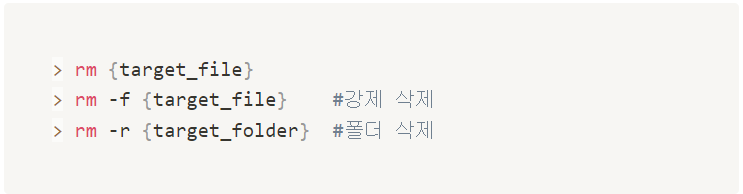 > rm {target_file}
> rm -f {target_file}    #강제 삭제
> rm -r {target_folder}  #폴더 삭제